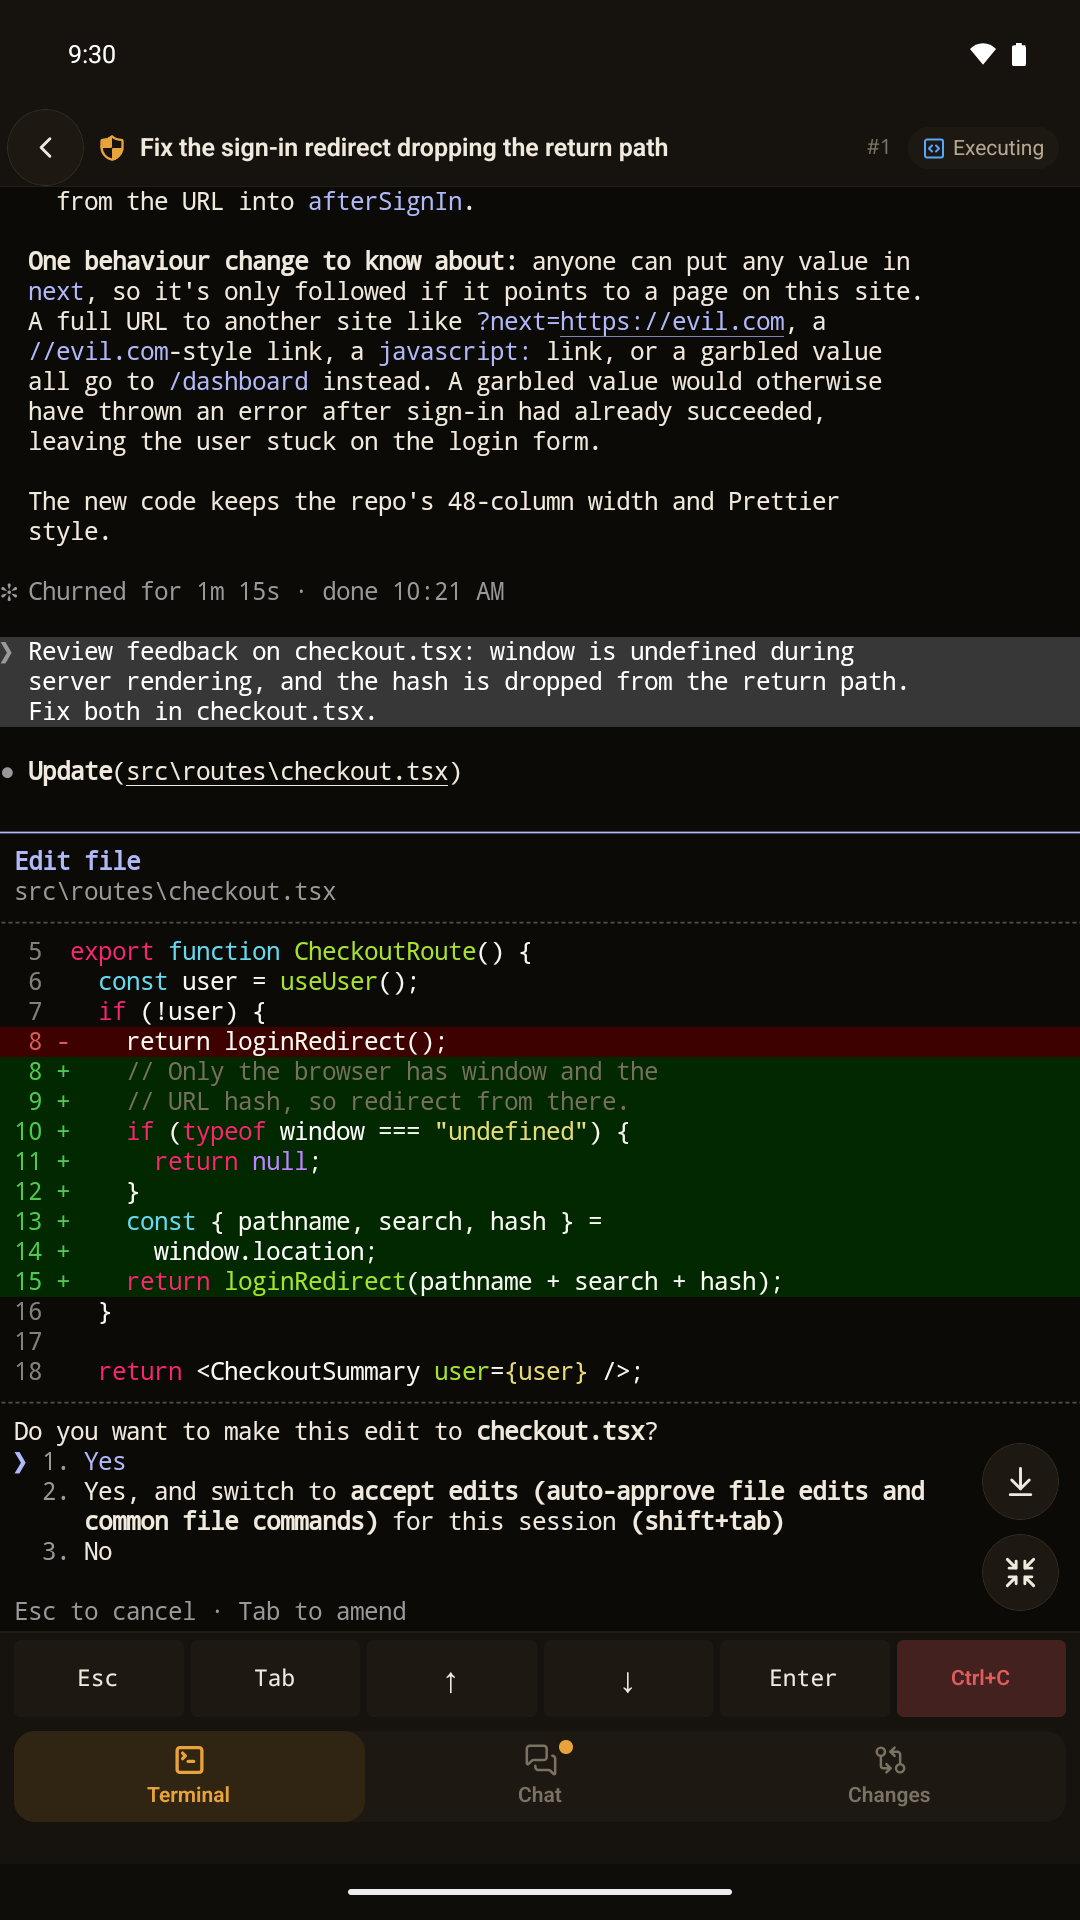 9:30
Fix the sign-in redirect dropping the return path
#1
Executing
from the URL into afterSignIn.
One behaviour change to know about: anyone can put any value in
next, so it's only followed if it points to a page on this site.
A full URL to another site like ?next=https://evil.com, a
//evil.com-style link, a javascript: link, or a garbled value
all go to /dashboard instead. A garbled value would otherwise
have thrown an error after sign-in had already succeeded,
leaving the user stuck on the login form.
The new code keeps the repo's 48-column width and Prettier
style.
✻ Churned for 1m 15s · done 10:21 AM
❯ Review feedback on checkout.tsx: window is undefined during
server rendering, and the hash is dropped from the return path.
Fix both in checkout.tsx.
● Update(src\routes\checkout.tsx)
Edit file
src\routes\checkout.tsx
5  export function CheckoutRoute() {
6    const user = useUser();
7    if (!user) {
8 -    return loginRedirect();
8 +    // Only the browser has window and the
9 +    // URL hash, so redirect from there.
10 +    if (typeof window === "undefined") {
11 +      return null;
12 +    }
13 +    const { pathname, search, hash } =
14 +      window.location;
15 +    return loginRedirect(pathname + search + hash);
16    }
17
18    return <CheckoutSummary user={user} />;
Do you want to make this edit to checkout.tsx?
❯ 1. Yes
2. Yes, and switch to accept edits (auto-approve file edits and
common file commands) for this session (shift+tab)
3. No
Esc to cancel · Tab to amend
Esc
Tab
↑
↓
Enter
Ctrl+C
Terminal
Chat
Changes